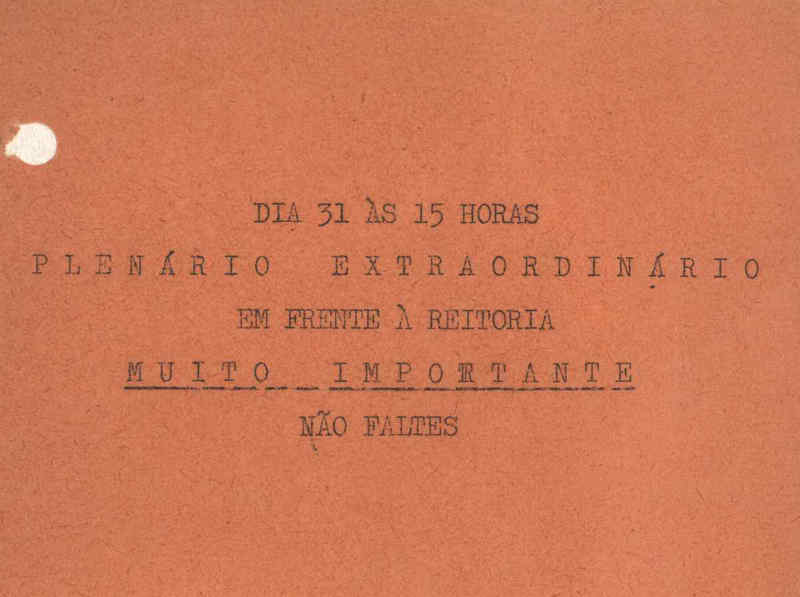 DIA 31 ÀS 15 HORAS
PLENÁRIO EXTRAORDINÁRIO
EM FRENTE À REITORIA
MUITO IMPORTANTE
NÃO FALTES